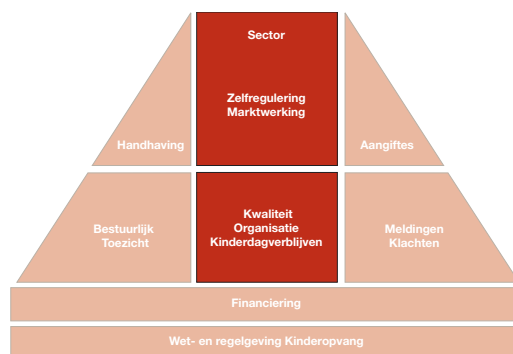 Sector
Zelfregulering
Marktwerking
Handhaving
Aangiftes
Bestuurlijk
Toezicht
Kwaliteit
Organisatie
Kinderdagverblijven
Meldingen
Klachten
Financiering
Wet- en regelgeving Kinderopvang